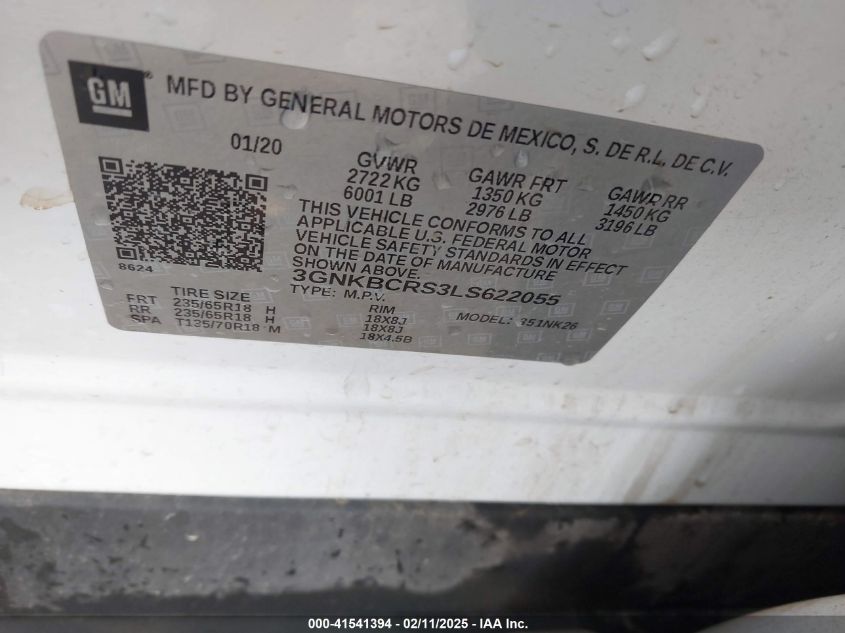 GM ® MFD BY GENERAL MOTORS DE MEXICO, S. DE R.L. DE C.V.
01/20
GVWR
2722 KG
6001 LB
GAWR FRT
1350 KG
2976 LB
GAWR RR
1450 KG
3196 LB
THIS VEHICLE CONFORMS TO ALL
APPLICABLE U.S. FEDERAL MOTOR
VEHICLE SAFETY STANDARDS IN EFFECT
ON THE DATE OF MANUFACTURE
SHOWN ABOVE.
8624
3GNKBCRS3LS622055
TYPE: M.P.V.
MODEL: 351NK26
TIRE SIZE
RIM
FRT 235/65R18 H 18X8J
RR 235/65R18 H 18X8J
SPA T135/70R18 M 18X4.5B
000-41541394 - 02/11/2025 - IAA Inc.